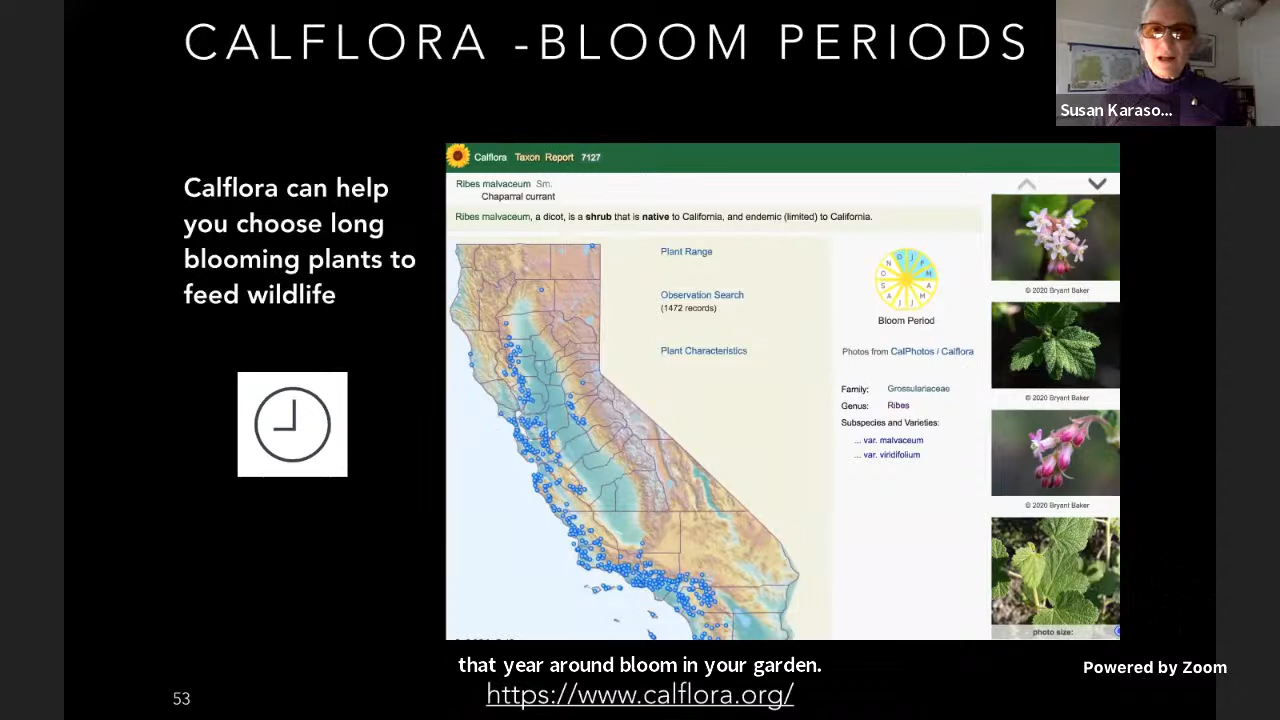 CALFLORA -BLOOM PERIODS
Susan Karaso...
Calflora can help
you choose long
blooming plants to
feed wildlife
Calflora Taxon Report 7127
Ribes malvaceum Sm.
Chaparral currant
Ribes malvaceum, a dicot, is a shrub that is native to California, and endemic (limited) to California.
Plant Range
Observation Search
(1472 records)
Plant Characteristics
D J F M A M J J A S O N
Bloom Period
Photos from CalPhotos / Calflora
Family: Grossulariaceae
Genus: Ribes
Subspecies and Varieties:
... var. malvaceum
... var. viridifolium
© 2020 Bryant Baker
© 2020 Bryant Baker
© 2020 Bryant Baker
photo size:
that year around bloom in your garden.
Powered by Zoom
53
https://www.calflora.org/